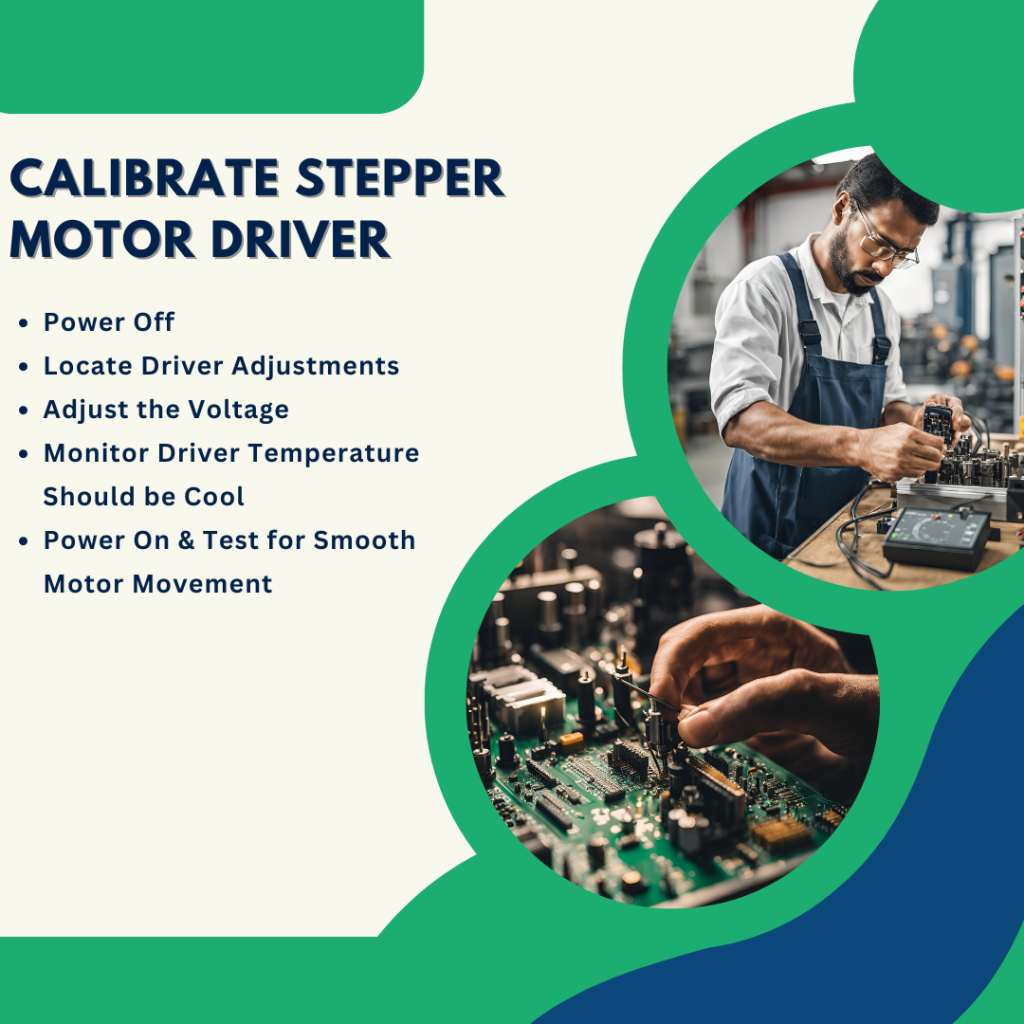 CALIBRATE STEPPER
MOTOR DRIVER
• Power Off
• Locate Driver Adjustments
• Adjust the Voltage
• Monitor Driver Temperature
Should be Cool
• Power On & Test for Smooth
Motor Movement